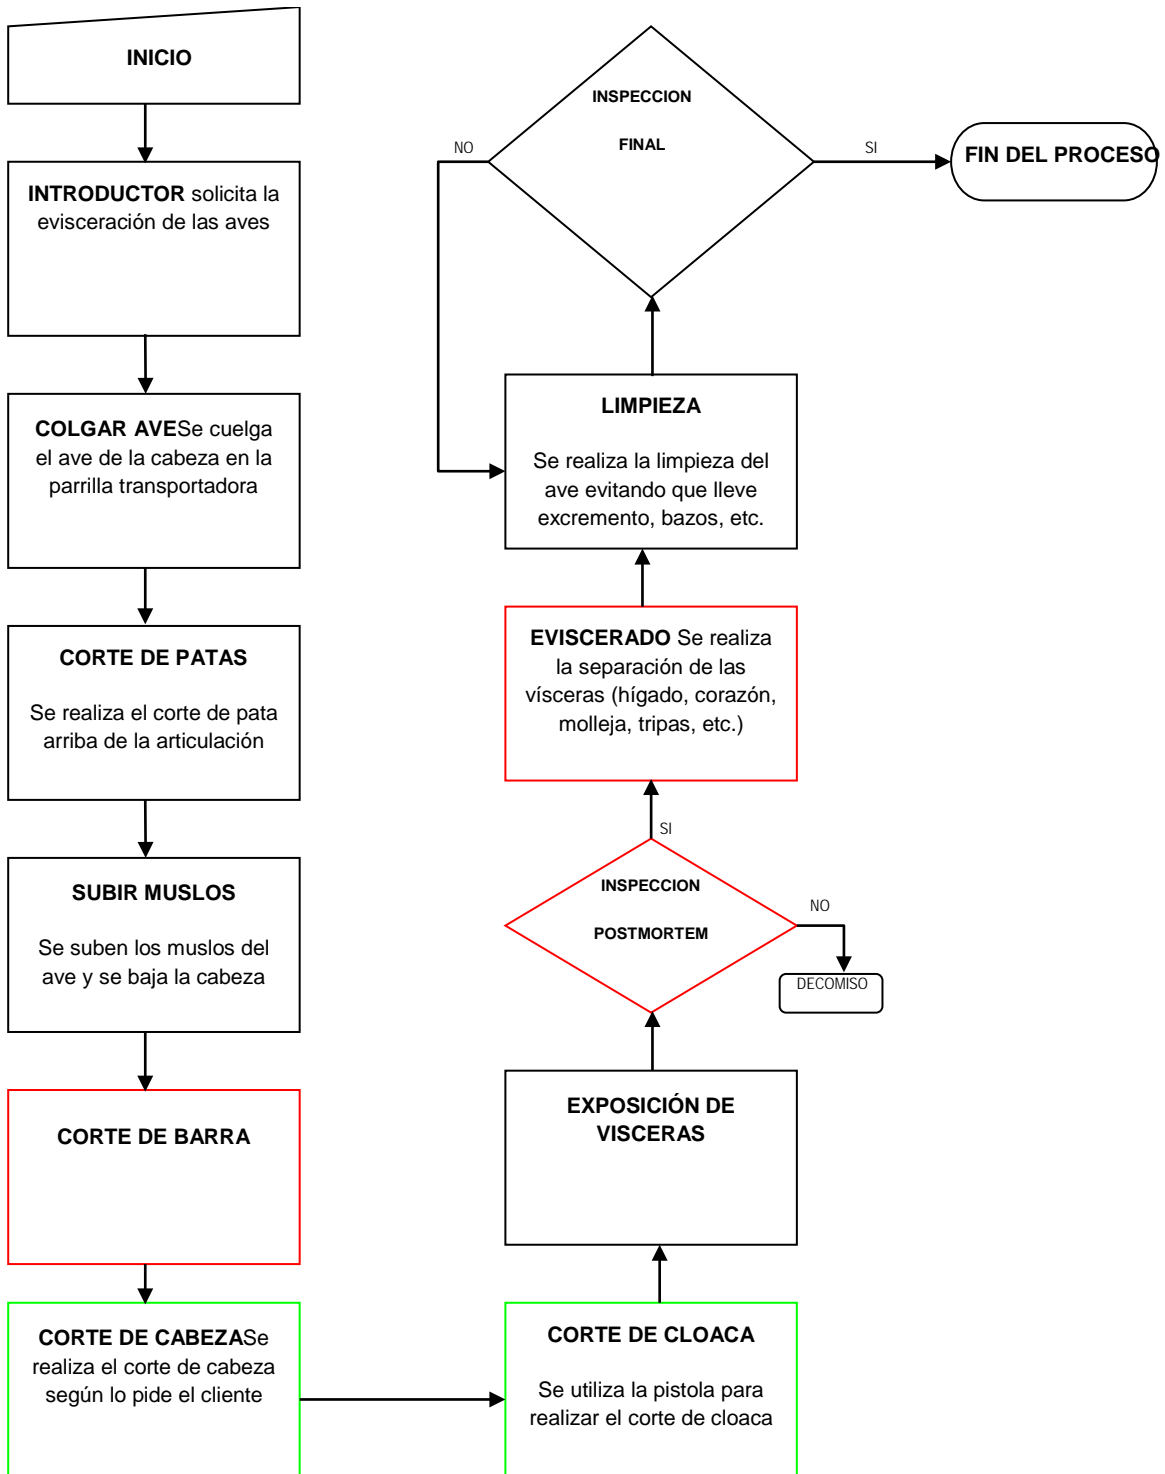 INICIO
INTRODUCTOR solicita la
evisceración de las aves
COLGAR AVESe cuelga
el ave de la cabeza en la
parrilla transportadora
CORTE DE PATAS
Se realiza el corte de pata
arriba de la articulación
SUBIR MUSLOS
Se suben los muslos del
ave y se baja la cabeza
CORTE DE BARRA
CORTE DE CABEZASe
realiza el corte de cabeza
según lo pide el cliente
CORTE DE CLOACA
Se utiliza la pistola para
realizar el corte de cloaca
EXPOSICIÓN DE
VISCERAS
INSPECCION
POSTMORTEM
NO
DECOMISO
SI
EVISCERADO Se realiza
la separación de las
vísceras (hígado, corazón,
molleja, tripas, etc.)
LIMPIEZA
Se realiza la limpieza del
ave evitando que lleve
excremento, bazos, etc.
INSPECCION
FINAL
NO
SI
FIN DEL PROCESO